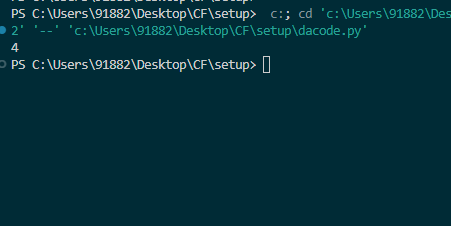 PS C:\Users\91882\Desktop\CF\setup>  c:; cd 'c:\Users\91882\Des
2' '--' 'c:\Users\91882\Desktop\CF\setup\dacode.py'
4
PS C:\Users\91882\Desktop\CF\setup>